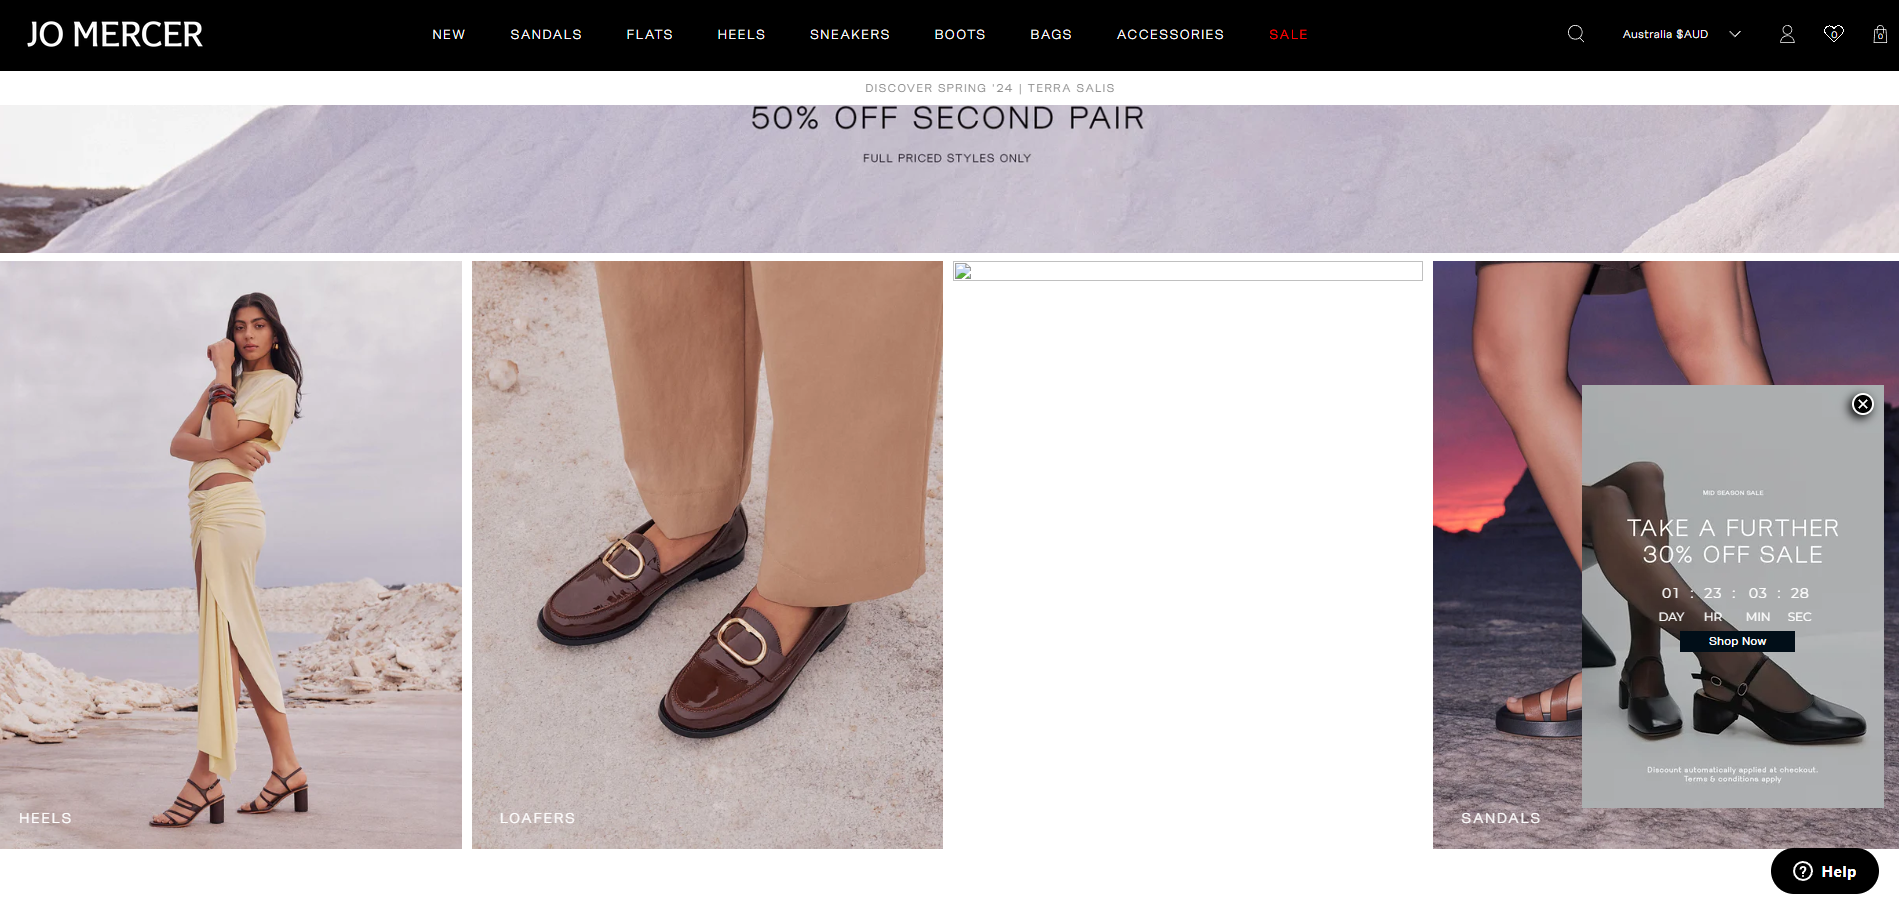 JO MERCER
NEW SANDALS FLATS HEELS SNEAKERS BOOTS BAGS ACCESSORIES SALE
Australia $AUD
0
0
DISCOVER SPRING '24 | TERRA SALIS
50% OFF SECOND PAIR
FULL PRICED STYLES ONLY
MID SEASON SALE
TAKE A FURTHER
30% OFF SALE
01 : 23 : 03 : 28
DAY HR MIN SEC
Shop Now
Discount automatically applied at checkout.
Terms & conditions apply
HEELS
LOAFERS
SANDALS
Help